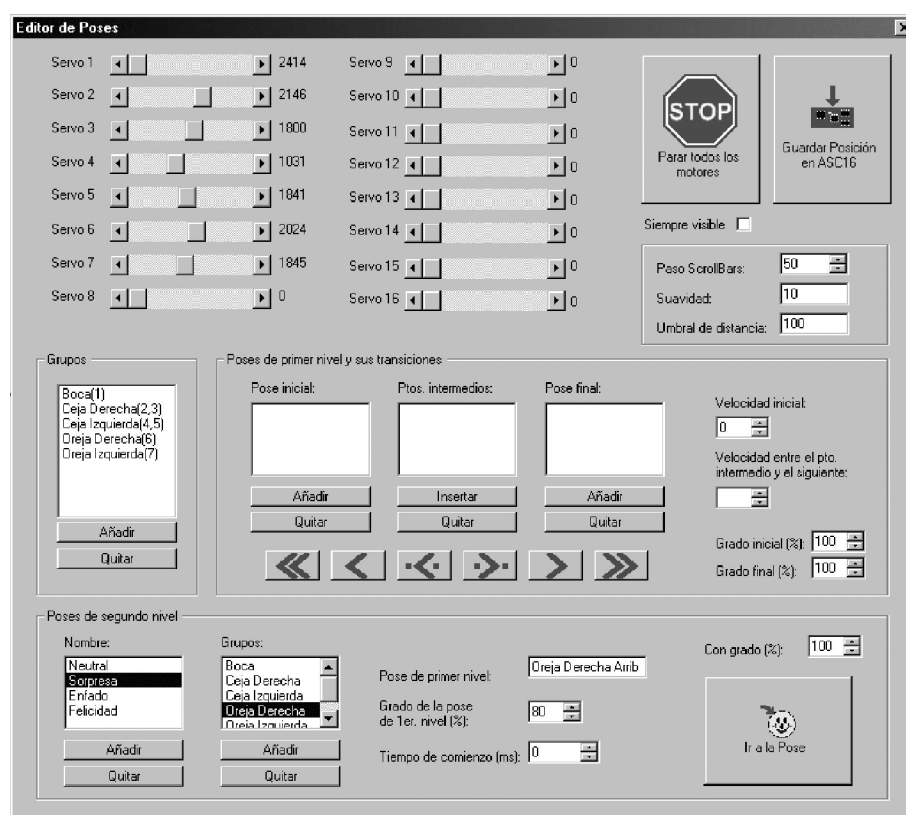 Editor de Poses
Servo 1 2414
Servo 2 2146
Servo 3 1800
Servo 4 1031
Servo 5 1841
Servo 6 2024
Servo 7 1845
Servo 8 0
Servo 9 0
Servo 10 0
Servo 11 0
Servo 12 0
Servo 13 0
Servo 14 0
Servo 15 0
Servo 16 0
STOP
Parar todos los
motores
Guardar Posición
en ASC16
Siempre visible
Paso ScrollBars: 50
Suavidad: 10
Umbral de distancia: 100
Grupos
Boca(1)
Ceja Derecha(2,3)
Ceja Izquierda(4,5)
Oreja Derecha(6)
Oreja Izquierda(7)
Añadir
Quitar
Poses de primer nivel y sus transiciones
Pose inicial: Ptos. intermedios: Pose final:
Añadir Insertar Añadir
Quitar Quitar Quitar
Velocidad inicial:
0
Velocidad entre el pto.
intermedio y el siguiente:
Grado inicial (%): 100
Grado final (%): 100
Poses de segundo nivel
Nombre:
Neutral
Sorpresa
Enfado
Felicidad
Añadir
Quitar
Grupos:
Boca
Ceja Derecha
Ceja Izquierda
Oreja Derecha
Oreja Izquierda
Añadir
Quitar
Pose de primer nivel: Oreja Derecha Arrib
Grado de la pose
de 1er. nivel (%): 80
Tiempo de comienzo (ms): 0
Con grado (%): 100
Ir a la Pose